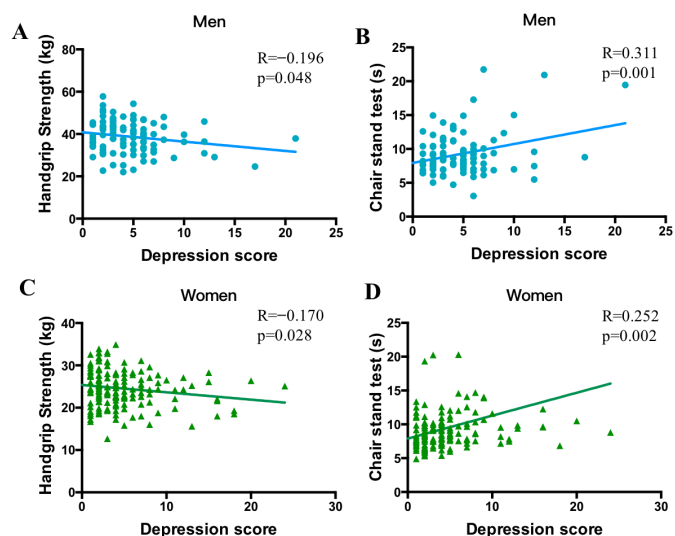 A
Men
R=−0.196
p=0.048
Handgrip Strength (kg)
80
60
40
20
0
0 5 10 15 20 25
Depression score
B
Men
R=0.311
p=0.001
Chair stand test (s)
25
20
15
10
5
0
0 5 10 15 20 25
Depression score
C
Women
R=−0.170
p=0.028
Handgrip Strength (kg)
40
30
20
10
0
0 10 20 30
Depression score
D
Women
R=0.252
p=0.002
Chair stand test (s)
25
20
15
10
5
0
0 10 20 30
Depression score